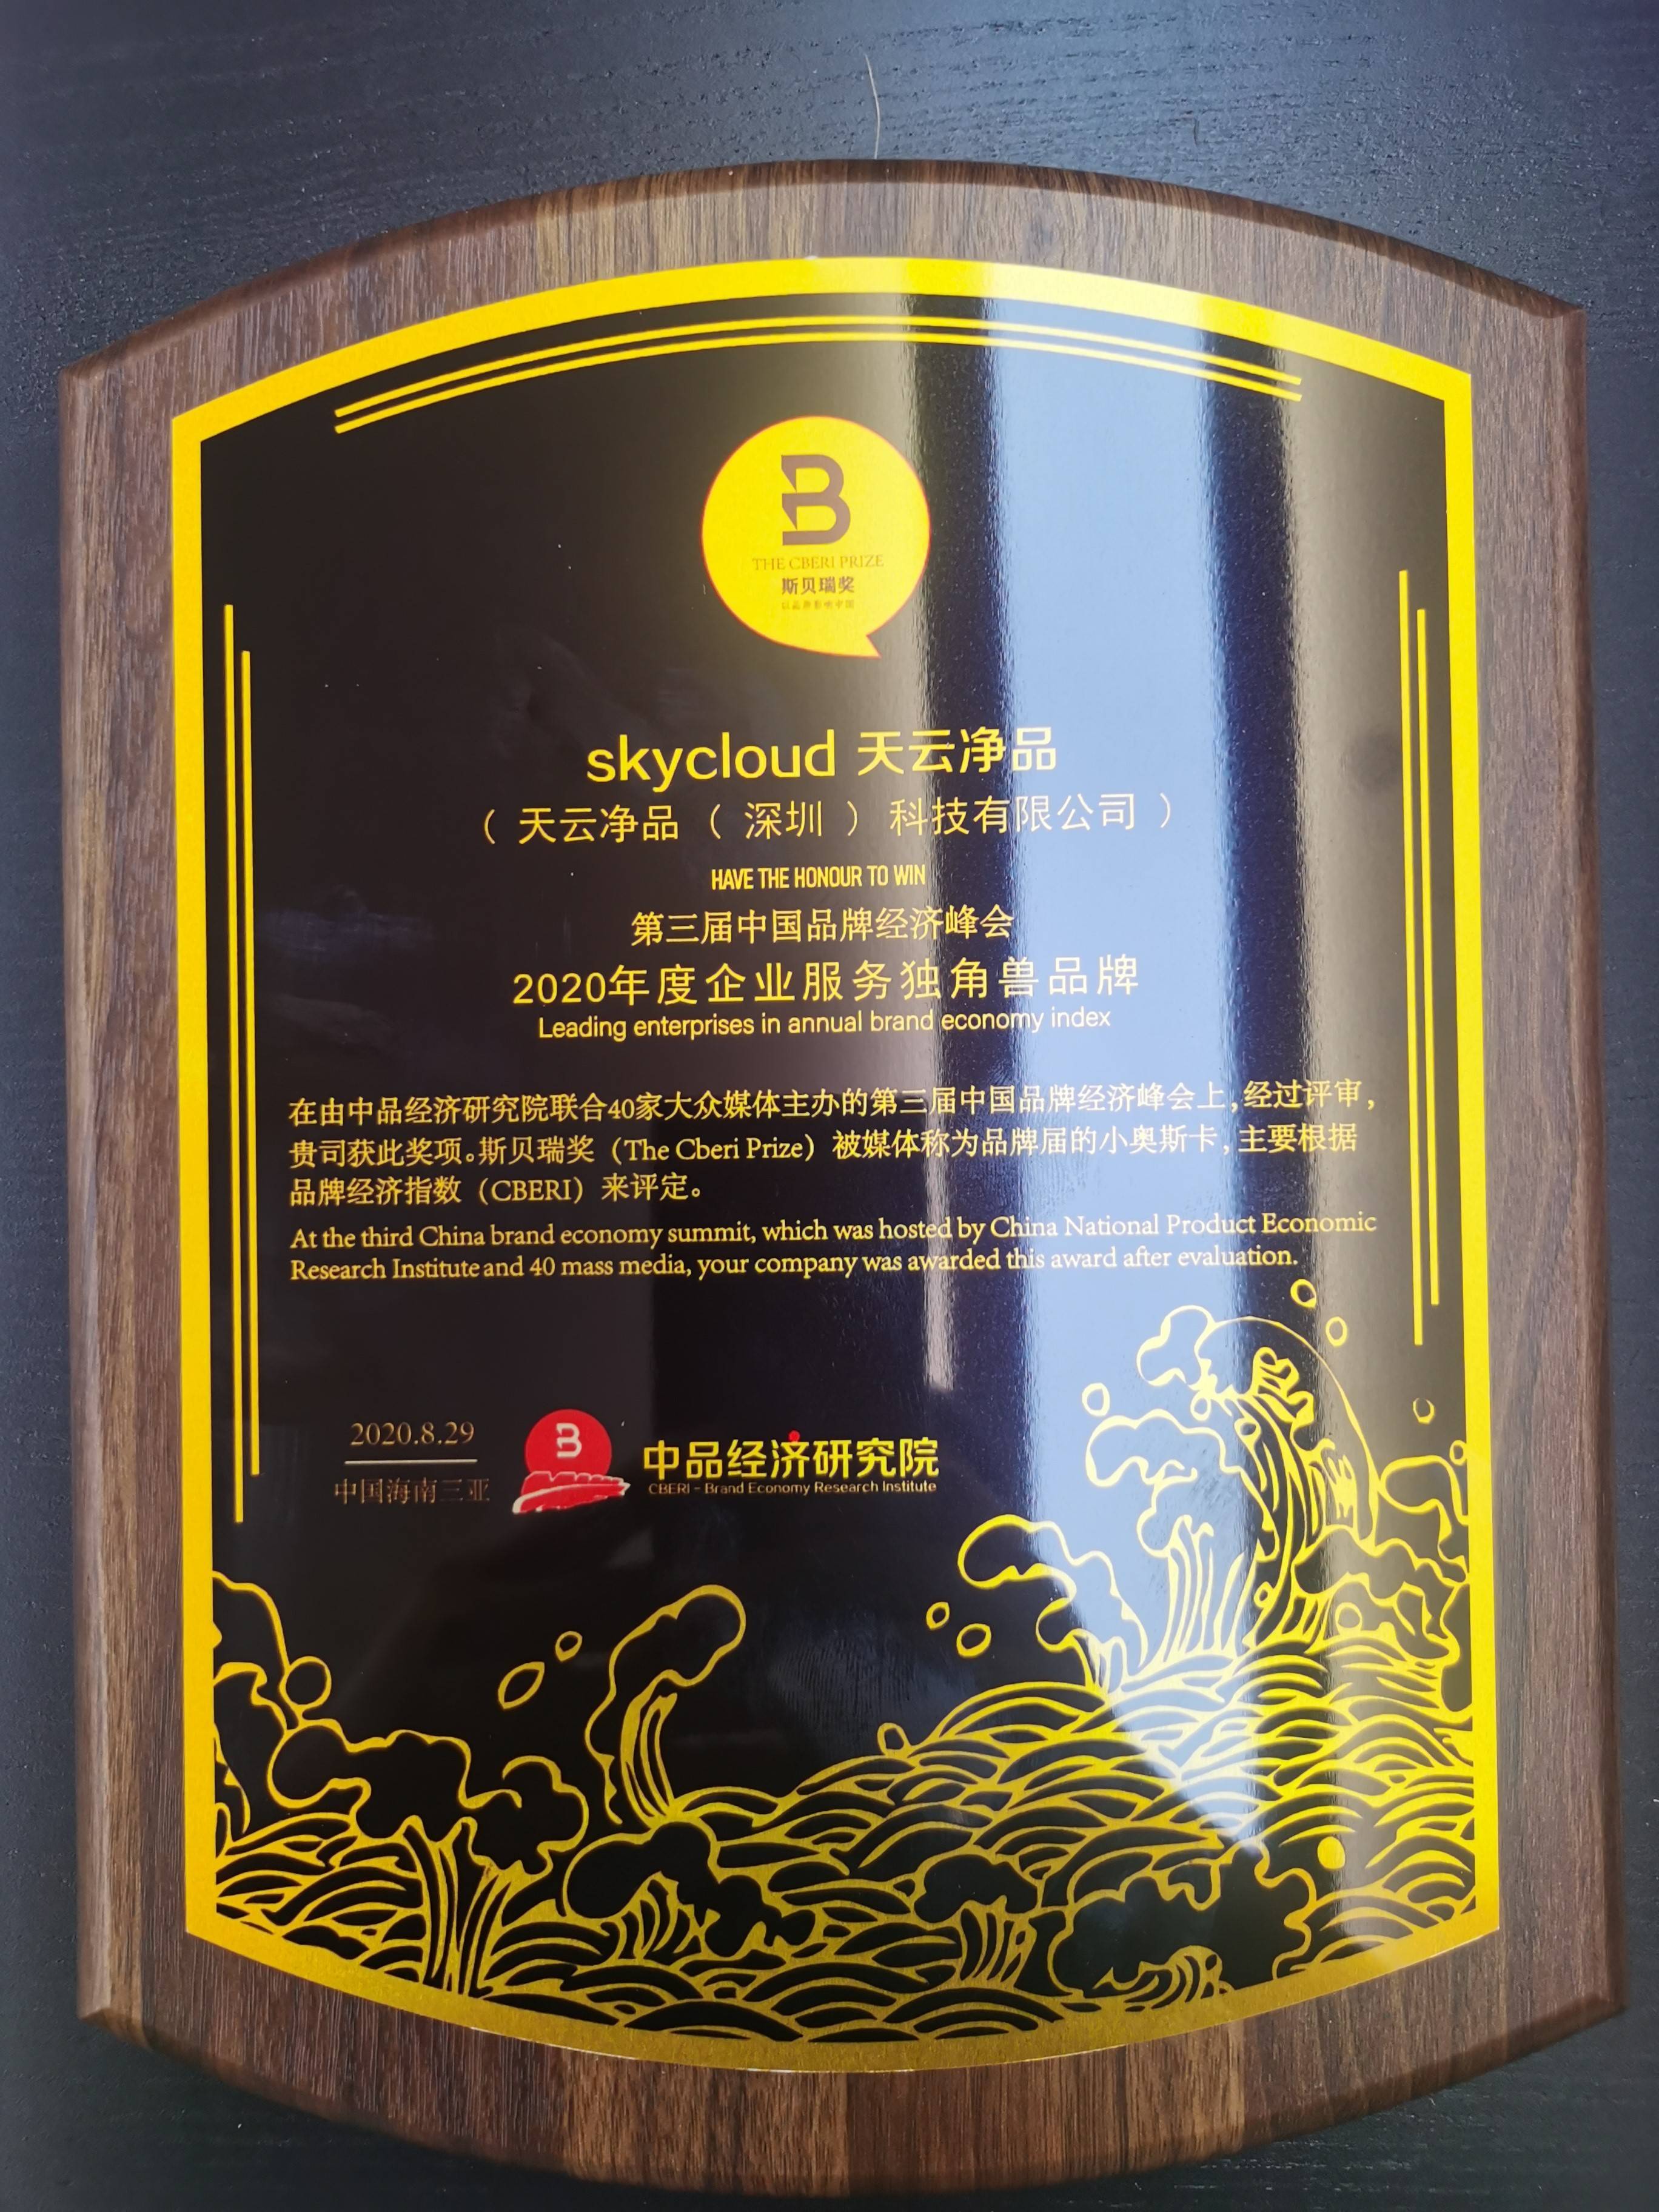 B
THE CBERI PRIZE
斯贝瑞奖
以品牌影响中国
skycloud 天云净品
（天云净品（深圳）科技有限公司）
HAVE THE HONOUR TO WIN
第三届中国品牌经济峰会
2020年度企业服务独角兽品牌
Leading enterprises in annual brand economy index
在由中品经济研究院联合40家大众媒体主办的第三届中国品牌经济峰会上,经过评审,
贵司获此奖项。斯贝瑞奖（The Cberi Prize）被媒体称为品牌届的小奥斯卡,主要根据
品牌经济指数（CBERI）来评定。
At the third China brand economy summit, which was hosted by China National Product Economic
Research Institute and 40 mass media, your company was awarded this award after evaluation.
2020.8.29
中国海南三亚
B
中品经济研究院
CBERI - Brand Economy Research Institute